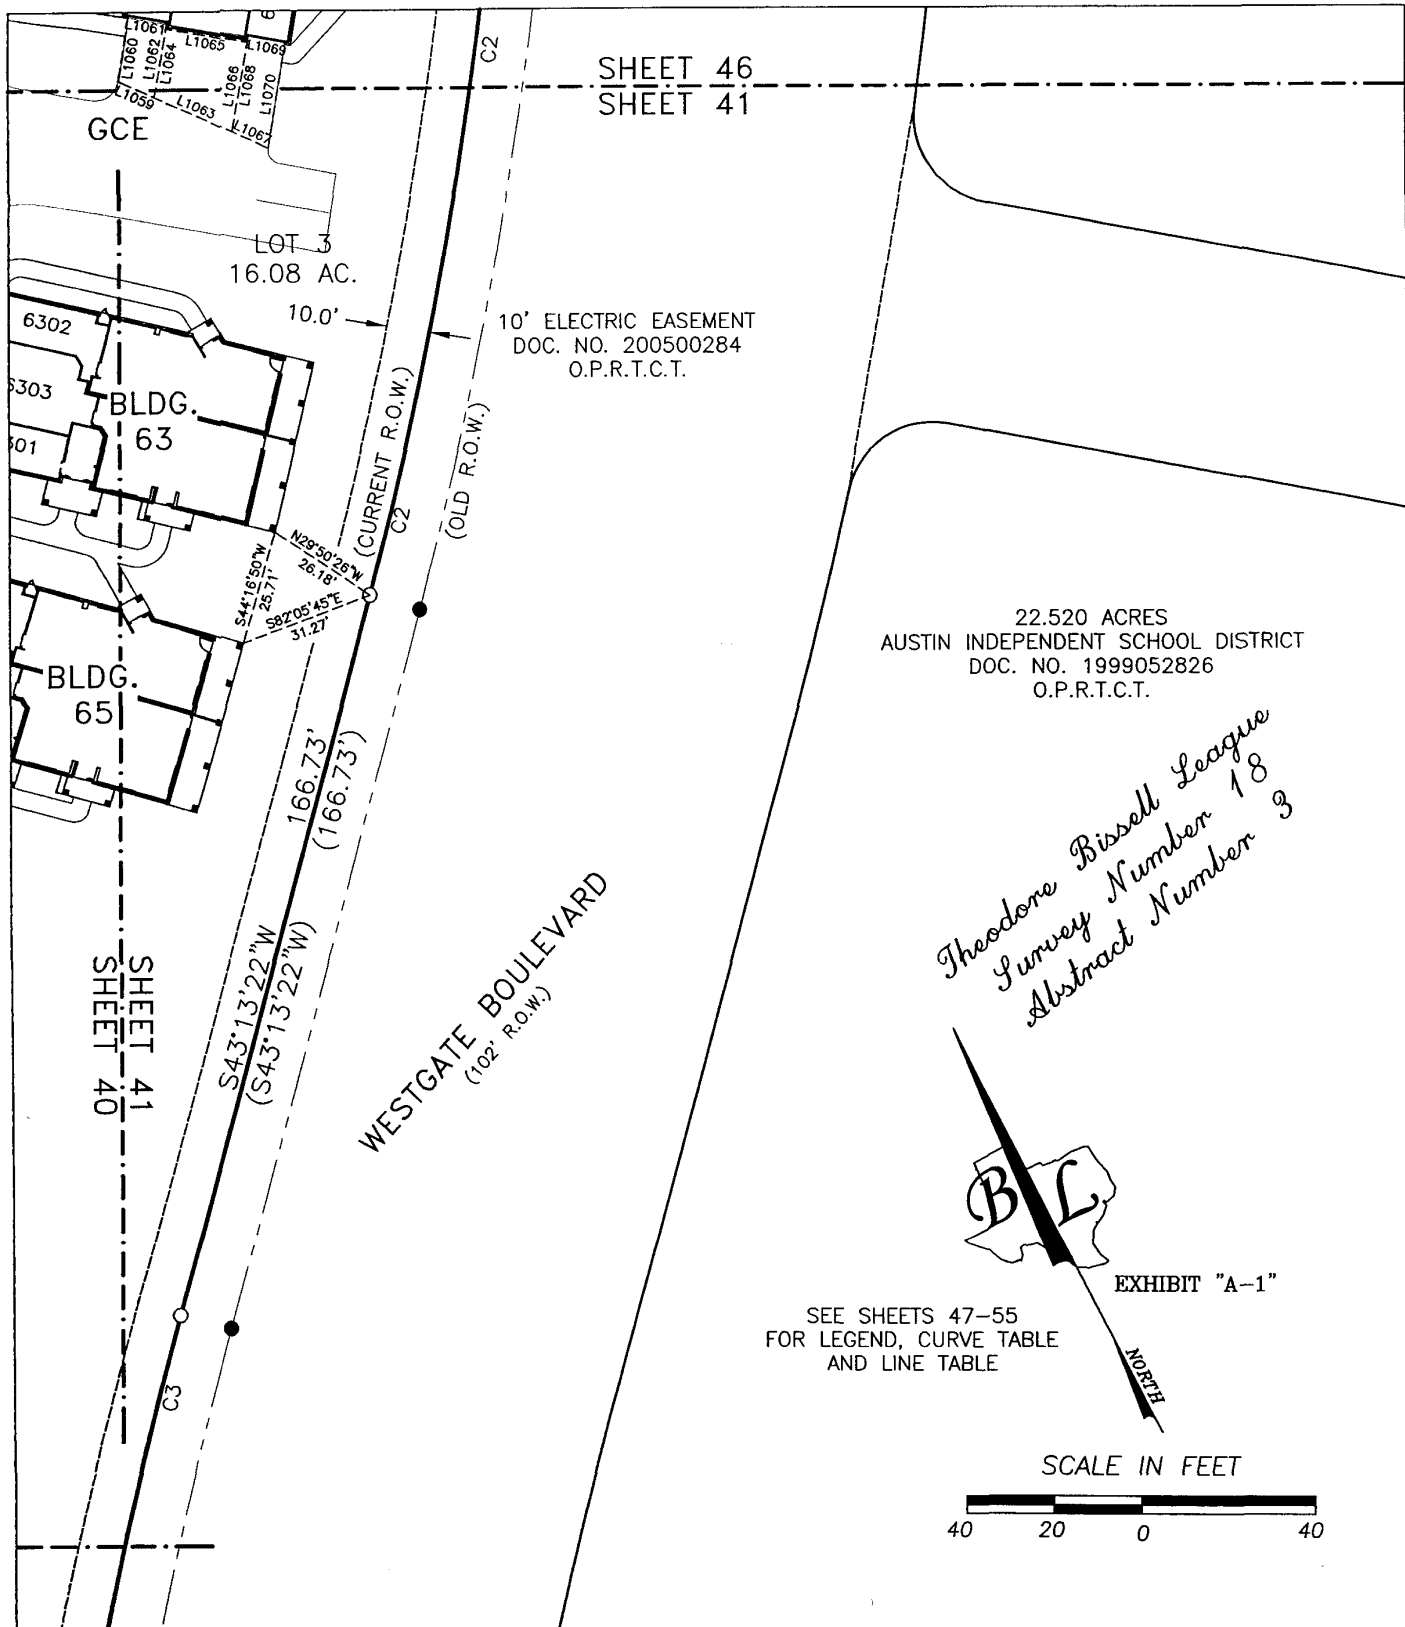 L1061
L1065
L1069
6
L1060
L1062
L1064
L1066
L1068
L1070
L1059
L1063
L1067
GCE
C2
SHEET 46
SHEET 41
LOT 3
16.08 AC.
10.0'
10' ELECTRIC EASEMENT
DOC. NO. 200500284
O.P.R.T.C.T.
6302
6303
BLDG.
63
301
(CURRENT R.O.W.)
(OLD R.O.W.)
C2
N29°50'26"W
26.18'
S44°16'50"W
25.71'
S82°05'45"E
31.27'
22.520 ACRES
AUSTIN INDEPENDENT SCHOOL DISTRICT
DOC. NO. 1999052826
O.P.R.T.C.T.
BLDG.
65
166.73'
(166.73')
Theodore Bissell League
Survey Number 18
Abstract Number 3
S43°13'22"W
(S43°13'22"W)
WESTGATE BOULEVARD
(102' R.O.W.)
SHEET 41
SHEET 40
B L
EXHIBIT "A-1"
SEE SHEETS 47-55
FOR LEGEND, CURVE TABLE
AND LINE TABLE
NORTH
C3
SCALE IN FEET
40 20 0 40